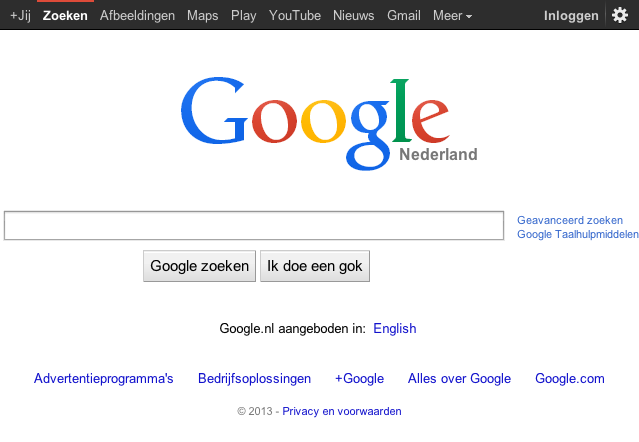 +Jij Zoeken Afbeeldingen Maps Play YouTube Nieuws Gmail Meer Inloggen
Google
Nederland
Geavanceerd zoeken
Google Taalhulpmiddelen
Google zoeken Ik doe een gok
Google.nl aangeboden in: English
Advertentieprogramma's Bedrijfsoplossingen +Google Alles over Google Google.com
© 2013 - Privacy en voorwaarden